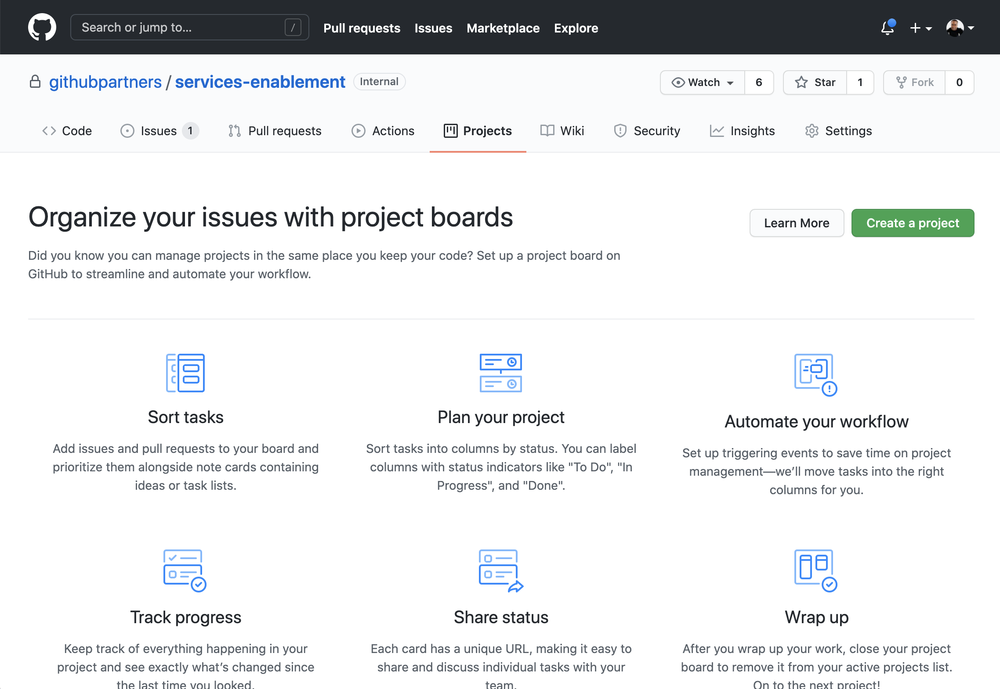 Search or jump to... /
Pull requests Issues Marketplace Explore
githubpartners / services-enablement Internal
Watch 6 Star 1 Fork 0
Code Issues 1 Pull requests Actions Projects Wiki Security Insights Settings
Organize your issues with project boards
Learn More Create a project
Did you know you can manage projects in the same place you keep your code? Set up a project board on
GitHub to streamline and automate your workflow.
Sort tasks
Add issues and pull requests to your board and
prioritize them alongside note cards containing
ideas or task lists.
Plan your project
Sort tasks into columns by status. You can label
columns with status indicators like "To Do", "In
Progress", and "Done".
Automate your workflow
Set up triggering events to save time on project
management—we’ll move tasks into the right
columns for you.
Track progress
Keep track of everything happening in your
project and see exactly what’s changed since
the last time you looked.
Share status
Each card has a unique URL, making it easy to
share and discuss individual tasks with your
team.
Wrap up
After you wrap up your work, close your project
board to remove it from your active projects list.
On to the next project!